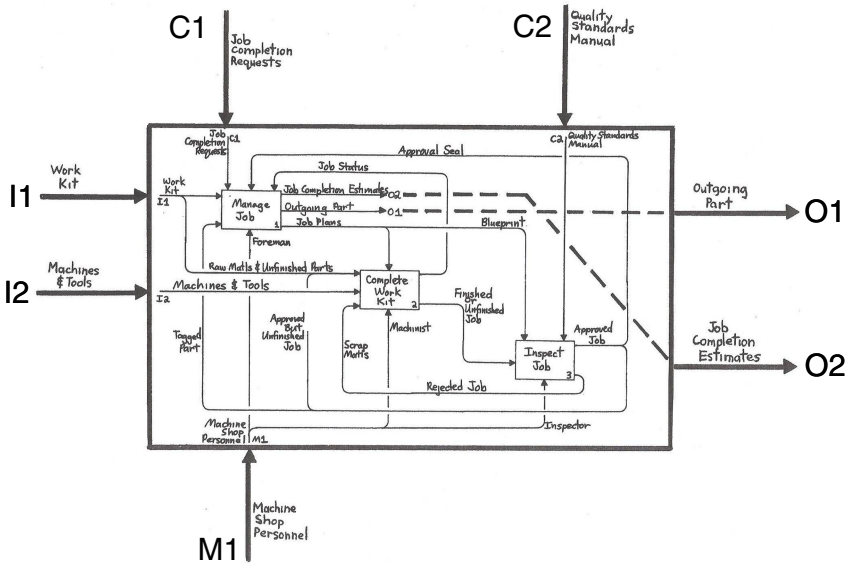 C1
Job
Completion
Requests
C2
Quality
Standards
Manual
Job
Completion
Requests
C1
C2
Quality Standards
Manual
Approval Seal
Job Status
I1
Work
Kit
Work
Kit
I1
Manage
Job
1
Job Completion Estimates
O2
Outgoing Part
O1
Job Plans
Blueprint
Outgoing
Part
O1
Foreman
I2
Machines
& Tools
Raw Matls & Unfinished Parts
Machines & Tools
I2
Complete
Work
Kit
2
Finished
Or
Unfinished
Job
Tagged
Part
Approved
But
Unfinished
Job
Scrap
Matls
Machinist
Approved
Job
Inspect
Job
3
Rejected Job
Job
Completion
Estimates
O2
Machine
Shop
Personnel
M1
Inspector
M1
Machine
Shop
Personnel